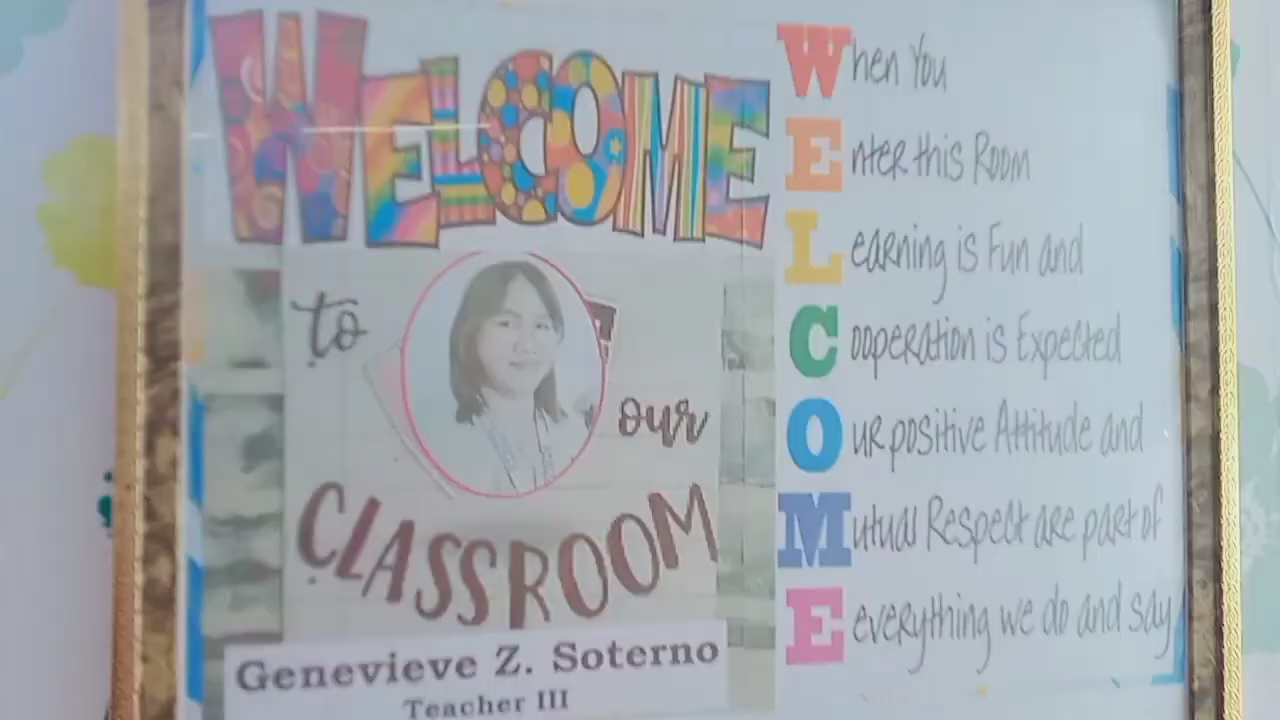 WELCOME
to
our
CLASSROOM
Genevieve Z. Soterno
Teacher III
When You
Enter this Room
Learning is Fun and
Cooperation is Expected
Our positive Attitude and
Mutual Respect are part of
Eeverything we do and say